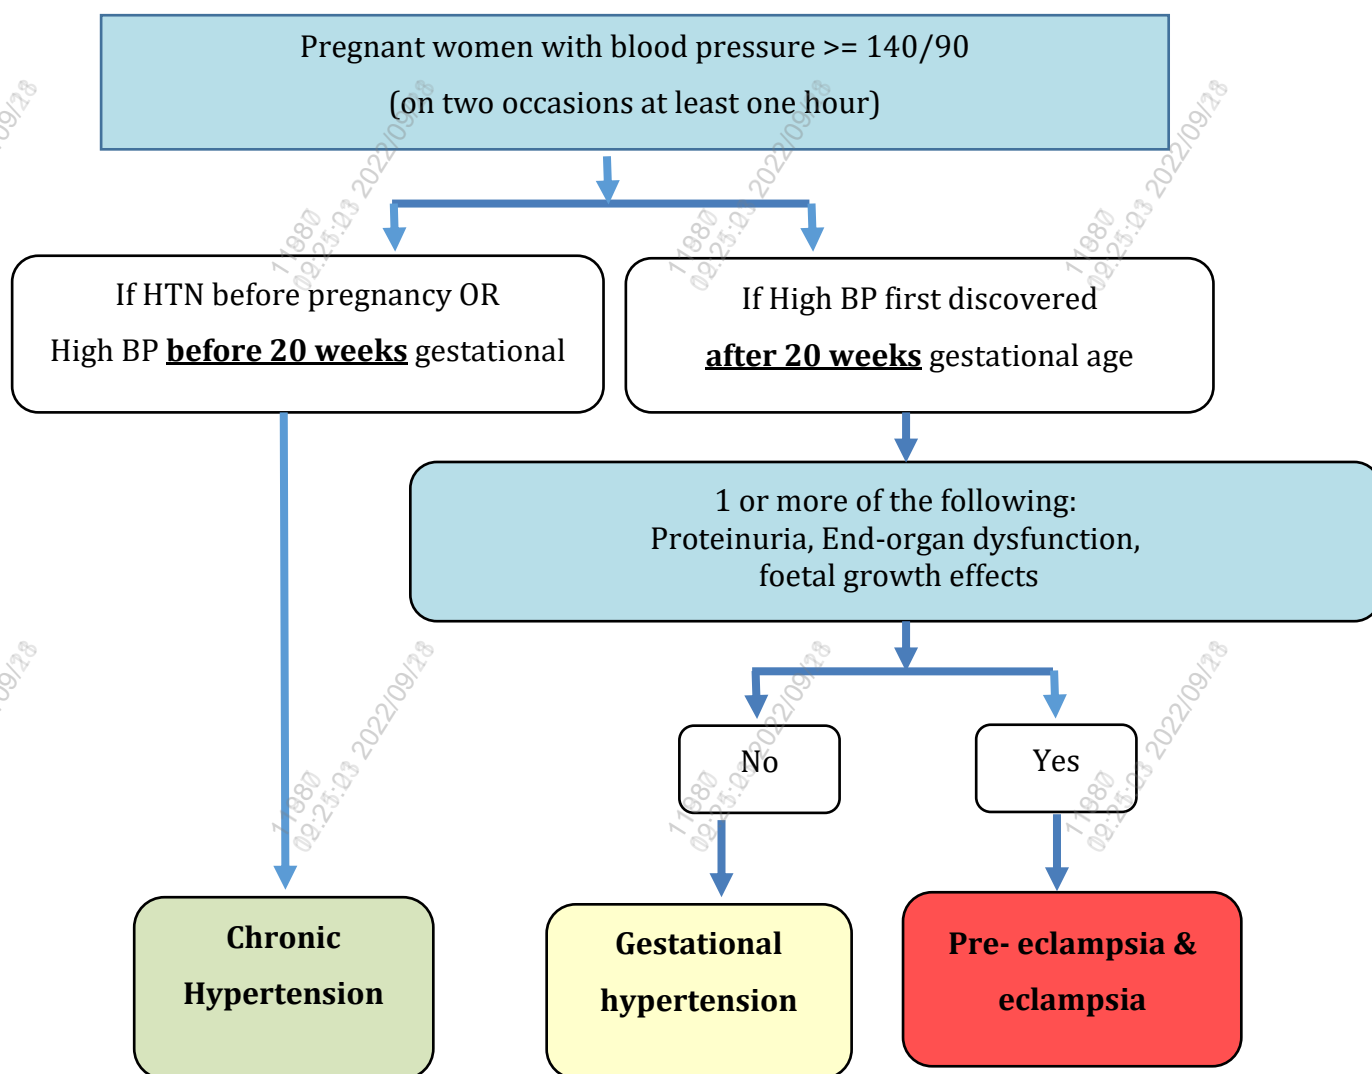 Pregnant women with blood pressure >= 140/90
(on two occasions at least one hour)
If HTN before pregnancy OR
High BP before 20 weeks gestational
If High BP first discovered
after 20 weeks gestational age
1 or more of the following:
Proteinuria, End-organ dysfunction,
foetal growth effects
No
Yes
Chronic
Hypertension
Gestational
hypertension
Pre- eclampsia &
eclampsia